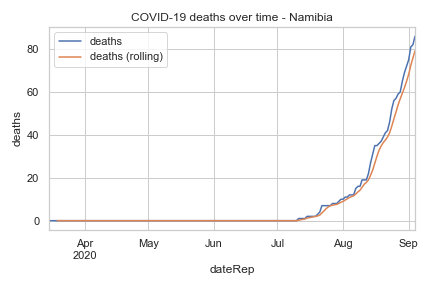 COVID-19 deaths over time - Namibia
deaths
deaths (rolling)
deaths
80
60
40
20
0
Apr May Jun Jul Aug Sep
2020
dateRep